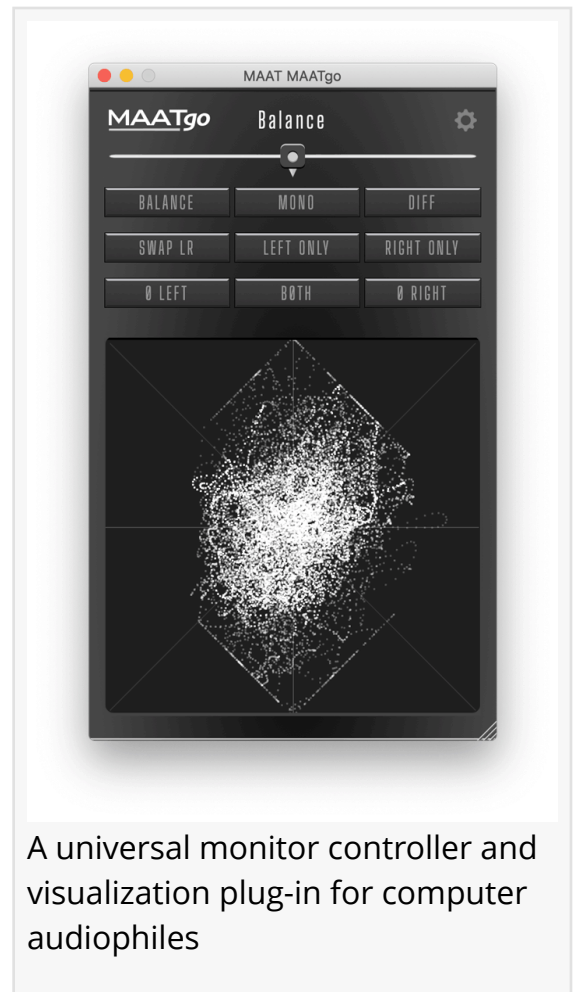 MAAT MAATgo
MAATgo Balance
BALANCE MONO DIFF
SWAP LR LEFT ONLY RIGHT ONLY
Ø LEFT BØTH Ø RIGHT
A universal monitor controller and
visualization plug-in for computer
audiophiles